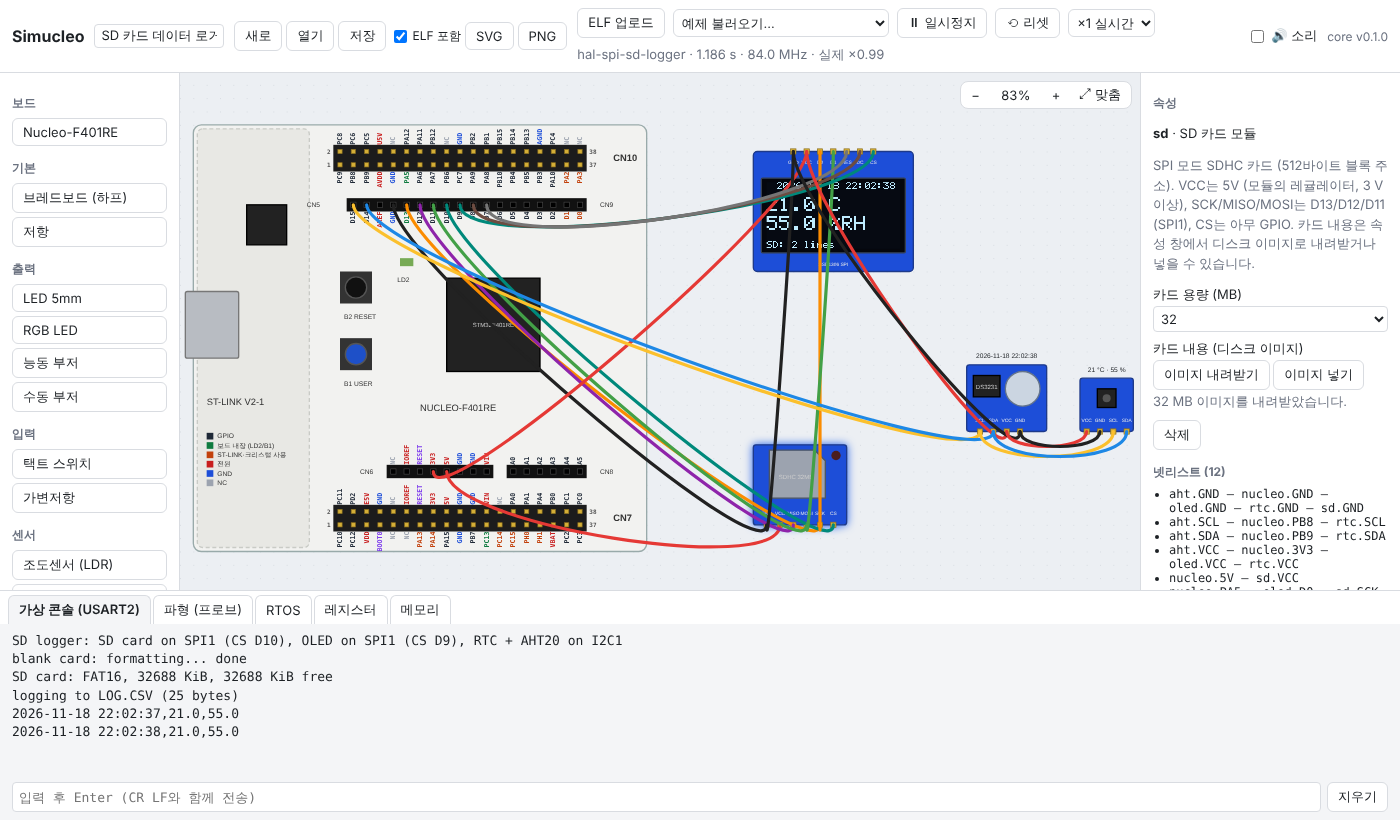 Simucleo
SD 카드 데이터 로거
새로
열기
저장
ELF 포함
SVG
PNG
ELF 업로드
예제 불러오기...
⏸ 일시정지
⟲ 리셋
×1 실시간
hal-spi-sd-logger · 1.186 s · 84.0 MHz · 실제 ×0.99
🔊 소리
core v0.1.0
보드
Nucleo-F401RE
기본
브레드보드 (하프)
저항
출력
LED 5mm
RGB LED
능동 부저
수동 부저
입력
택트 스위치
가변저항
센서
조도센서 (LDR)
− 83% + ⤢ 맞춤
CN10
CN5
CN9
LD2
B2 RESET
B1 USER
ST-LINK V2-1
NUCLEO-F401RE
GPIO
보드 내장 (LD2/B1)
ST-LINK·크리스털 사용
전원
GND
NC
CN6
CN8
CN7
55.0 %RH
SD: 2 lines
2026-11-18 22:02:38
DS3231
21 °C · 55 %
VCC GND SCL SDA
속성
sd · SD 카드 모듈
SPI 모드 SDHC 카드 (512바이트 블록 주
소). VCC는 5V (모듈의 레귤레이터, 3 V
이상), SCK/MISO/MOSI는 D13/D12/D11
(SPI1), CS는 아무 GPIO. 카드 내용은 속
성 창에서 디스크 이미지로 내려받거나
넣을 수 있습니다.
카드 용량 (MB)
32
카드 내용 (디스크 이미지)
이미지 내려받기
이미지 넣기
32 MB 이미지를 내려받았습니다.
삭제
넷리스트 (12)
aht.GND — nucleo.GND —
oled.GND — rtc.GND — sd.GND
aht.SCL — nucleo.PB8 — rtc.SCL
aht.SDA — nucleo.PB9 — rtc.SDA
aht.VCC — nucleo.3V3 —
oled.VCC — rtc.VCC
nucleo.5V — sd.VCC
가상 콘솔 (USART2)
파형 (프로브)
RTOS
레지스터
메모리
SD logger: SD card on SPI1 (CS D10), OLED on SPI1 (CS D9), RTC + AHT20 on I2C1
blank card: formatting... done
SD card: FAT16, 32688 KiB, 32688 KiB free
logging to LOG.CSV (25 bytes)
2026-11-18 22:02:37,21.0,55.0
2026-11-18 22:02:38,21.0,55.0
입력 후 Enter (CR LF와 함께 전송)
지우기